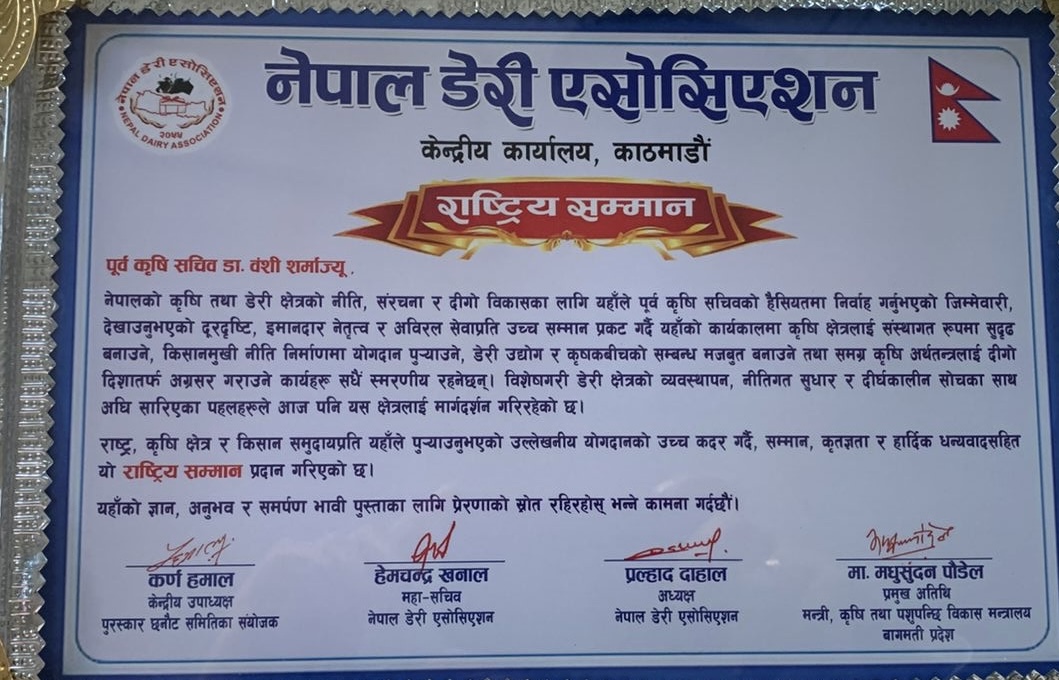 नेपाल डेरी एसोसिएशन
NEPAL DAIRY ASSOCIATION
२०४४
नेपाल डेरी एसोसिएशन
केन्द्रीय कार्यालय, काठमाडौं
राष्ट्रिय सम्मान
पूर्व कृषि सचिव डा. वंशी शर्माज्यू .
नेपालको कृषि तथा डेरी क्षेत्रको नीति, संरचना र दीगो विकासका लागि यहाँले पूर्व कृषि सचिवको हैसियतमा निर्वाह गर्नुभएको जिम्मेवारी,
देखाउनुभएको दूरदृष्टि, इमानदार नेतृत्व र अविरल सेवाप्रति उच्च सम्मान प्रकट गर्दै यहाँको कार्यकालमा कृषि क्षेत्रलाई संस्थागत रूपमा सुदृढ
बनाउने, किसानमुखी नीति निर्माणमा योगदान पुऱ्याउने, डेरी उद्योग र कृषकबीचको सम्बन्ध मजबुत बनाउने तथा समग्र कृषि अर्थतन्त्रलाई दीगो
दिशातर्फ अग्रसर गराउने कार्यहरू सधैं स्मरणीय रहनेछन्। विशेषगरी डेरी क्षेत्रको व्यवस्थापन, नीतिगत सुधार र दीर्घकालीन सोचका साथ
अघि सारिएका पहलहरूले आज पनि यस क्षेत्रलाई मार्गदर्शन गरिरहेको छ।
राष्ट्र, कृषि क्षेत्र र किसान समुदायप्रति यहाँले पुऱ्याउनुभएको उल्लेखनीय योगदानको उच्च कदर गर्दै, सम्मान, कृतज्ञता र हार्दिक धन्यवादसहित
यो राष्ट्रिय सम्मान प्रदान गरिएको छ।
यहाँको ज्ञान, अनुभव र समर्पण भावी पुस्ताका लागि प्रेरणाको स्रोत रहिरहोस् भन्ने कामना गर्दछौं।
कर्ण हमाल
केन्द्रीय उपाध्यक्ष
पुरस्कार छनौट समितिका संयोजक
हेमचन्द्र खनाल
महा-सचिव
नेपाल डेरी एसोसिएशन
प्रल्हाद दाहाल
अध्यक्ष
नेपाल डेरी एसोसिएशन
मा. मधुसुंदन पौडेल
प्रमुख अतिथि
मन्त्री, कृषि तथा पशुपन्छि विकास मन्त्रालय
बागमती प्रदेश